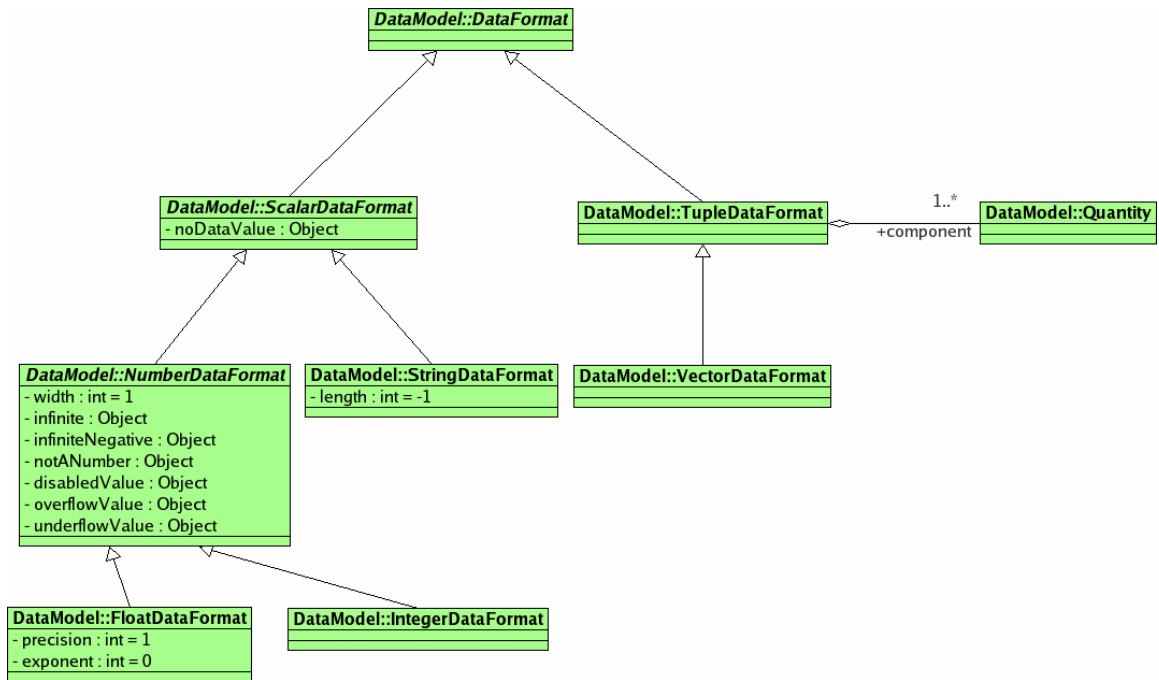 DataModel::DataFormat
DataModel::ScalarDataFormat
- noDataValue : Object
DataModel::TupleDataFormat
1..*
+component
DataModel::Quantity
DataModel::NumberDataFormat
- width : int = 1
- infinite : Object
- infiniteNegative : Object
- notANumber : Object
- disabledValue : Object
- overflowValue : Object
- underflowValue : Object
DataModel::StringDataFormat
- length : int = -1
DataModel::VectorDataFormat
DataModel::FloatDataFormat
- precision : int = 1
- exponent : int = 0
DataModel::IntegerDataFormat